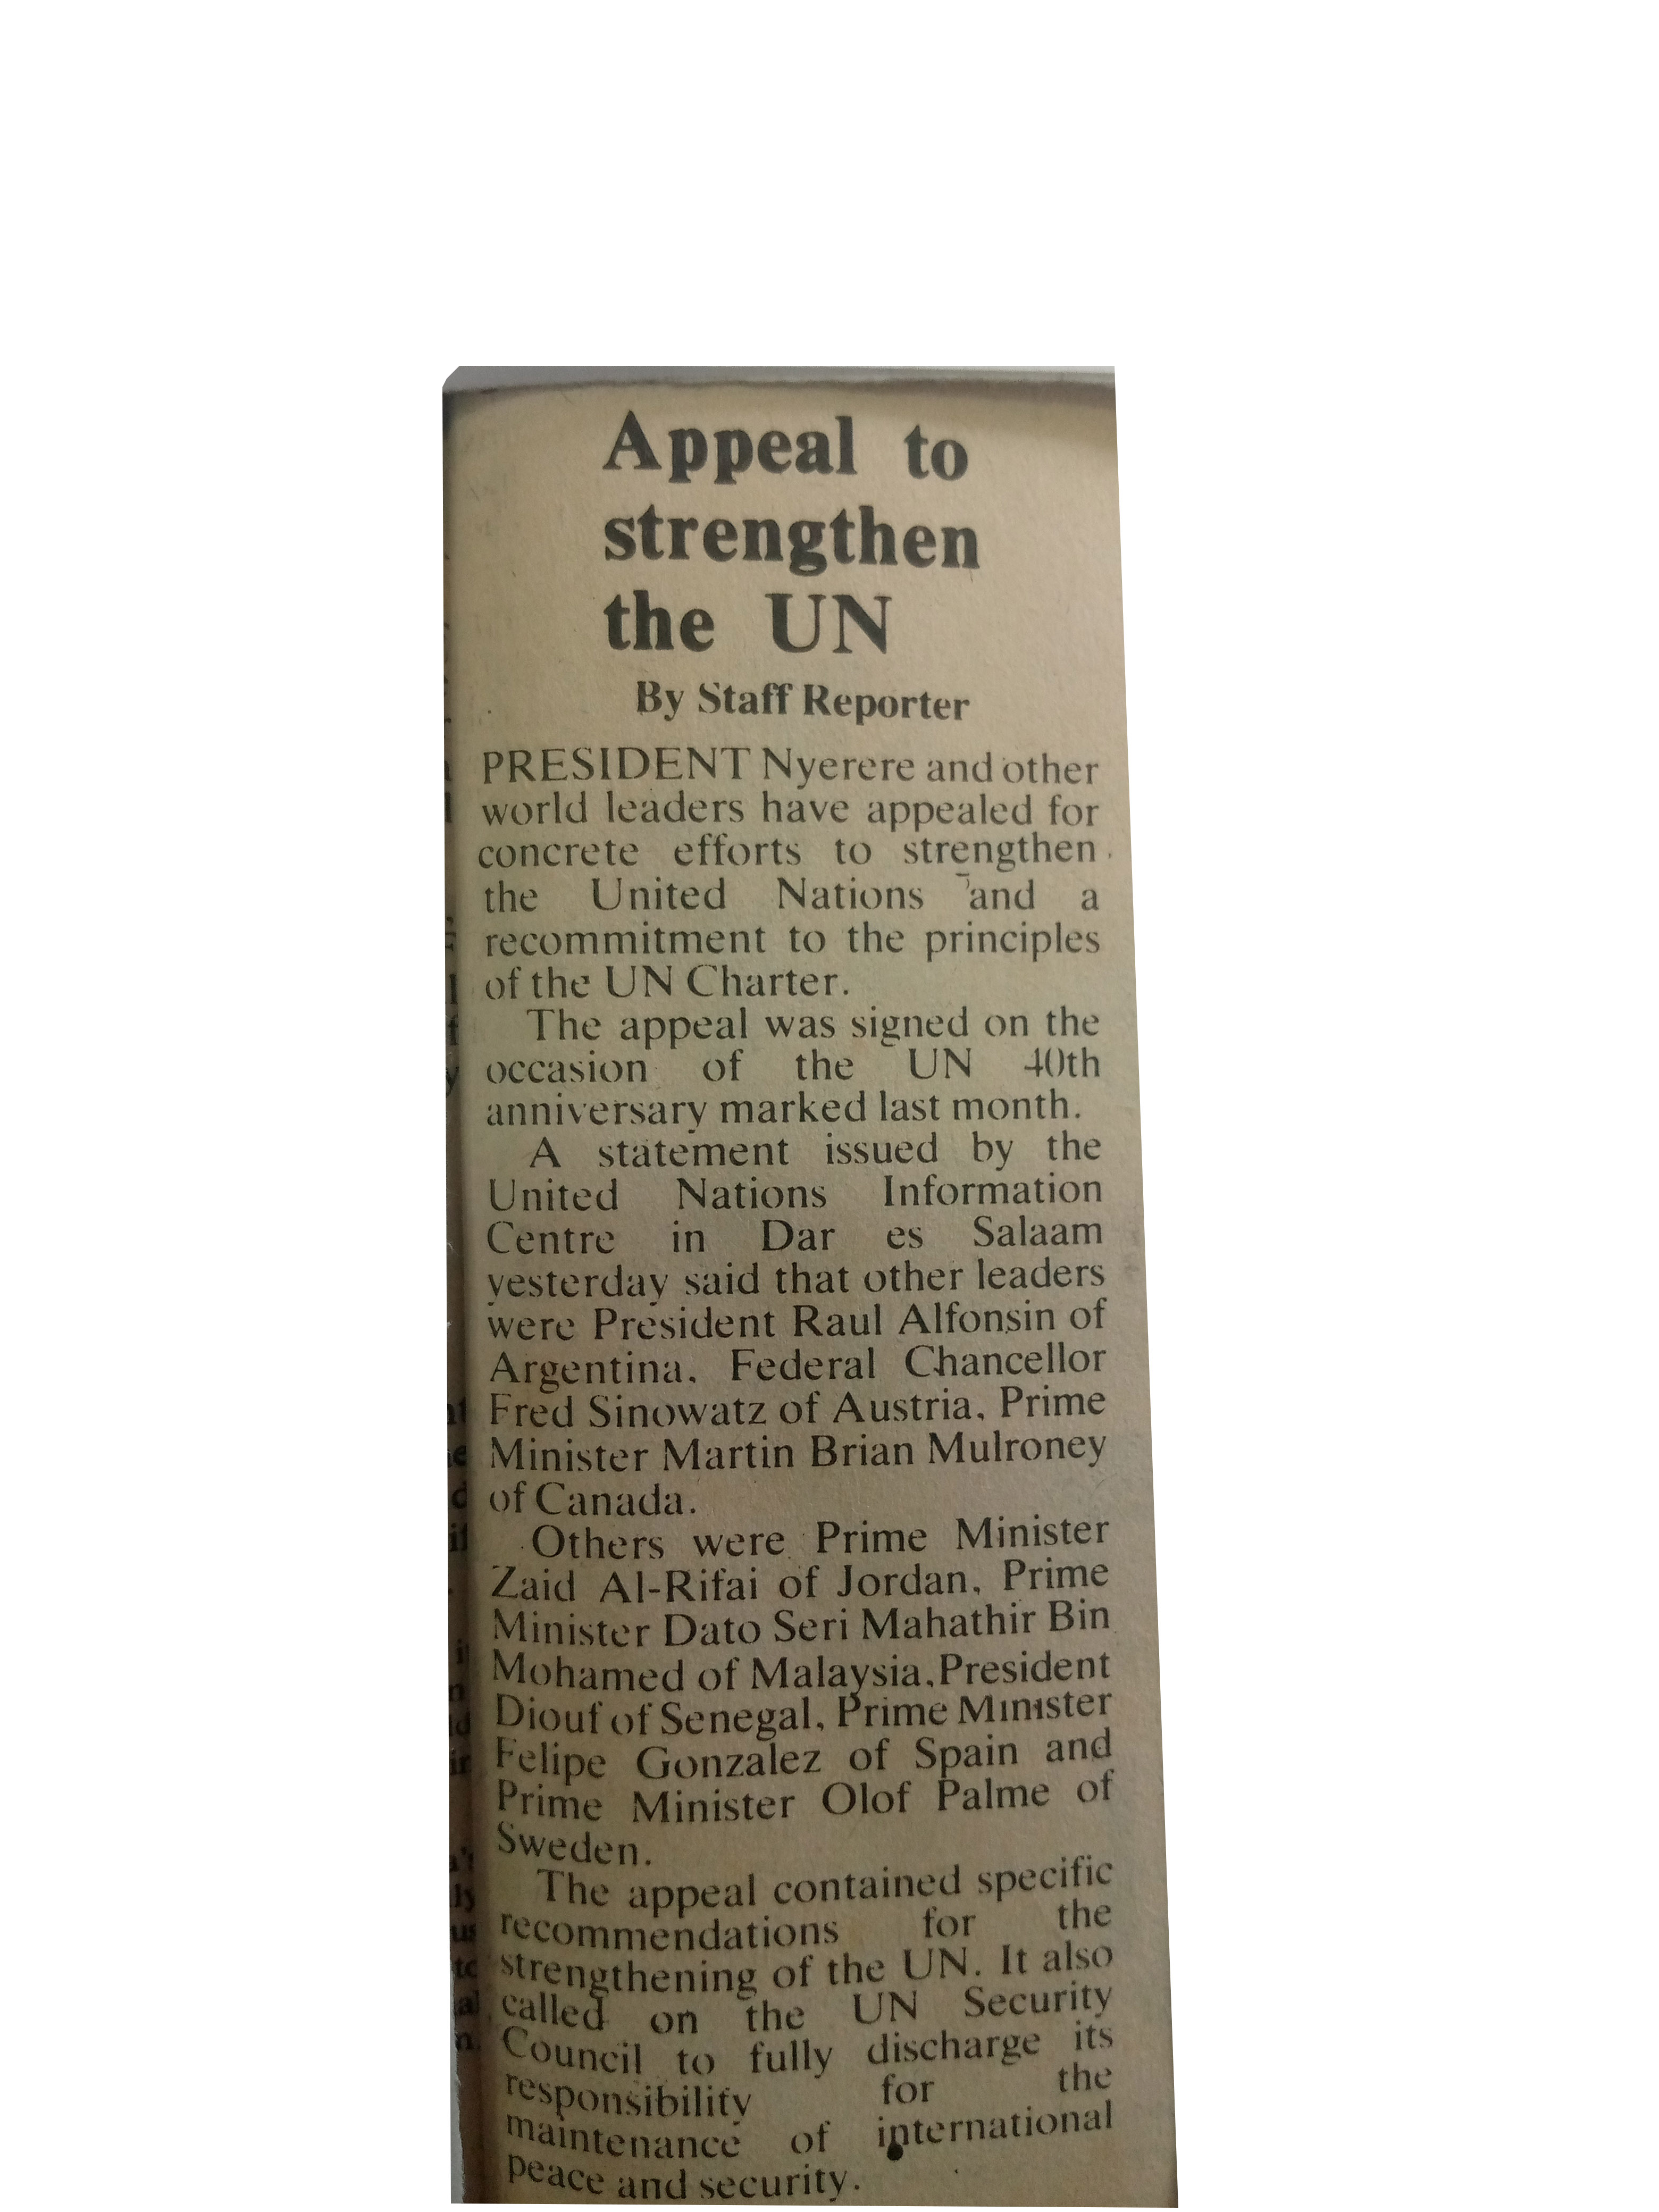 Appeal to
strengthen
the UN
By Staff Reporter
PRESIDENT Nyerere and other
world leaders have appealed for
concrete efforts to strengthen
the United Nations and a
recommitment to the principles
of the UN Charter.
The appeal was signed on the
occasion of the UN 40th
anniversary marked last month.
A statement issued by the
United Nations Information
Centre in Dar es Salaam
yesterday said that other leaders
were President Raul Alfonsin of
Argentina, Federal Chancellor
Fred Sinowatz of Austria, Prime
Minister Martin Brian Mulroney
of Canada.
Others were Prime Minister
Zaid Al-Rifai of Jordan, Prime
Minister Dato Seri Mahathir Bin
Mohamed of Malaysia,President
Diouf of Senegal, Prime Minister
Felipe Gonzalez of Spain and
Prime Minister Olof Palme of
Sweden.
The appeal contained specific
recommendations for the
strengthening of the UN. It also
called on the UN Security
Council to fully discharge its
responsibility for the
maintenance of international
peace and security.